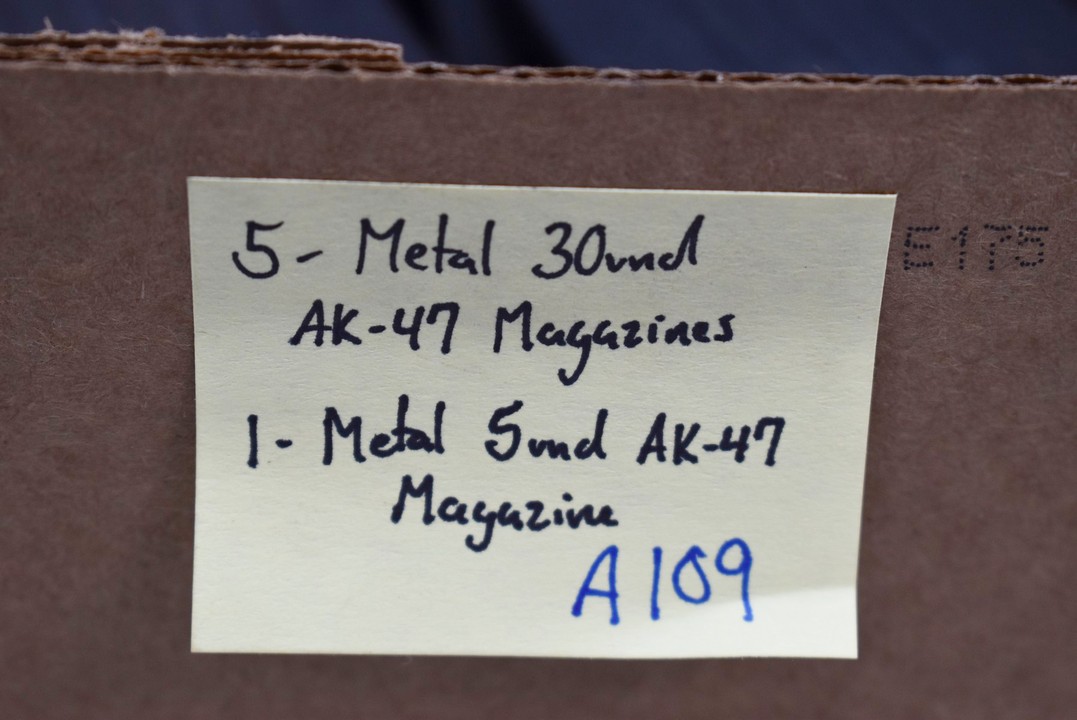 5- Metal 30rnd
AK-47 Magazines
1- Metal 5rnd AK-47
Magazine
A109
E175